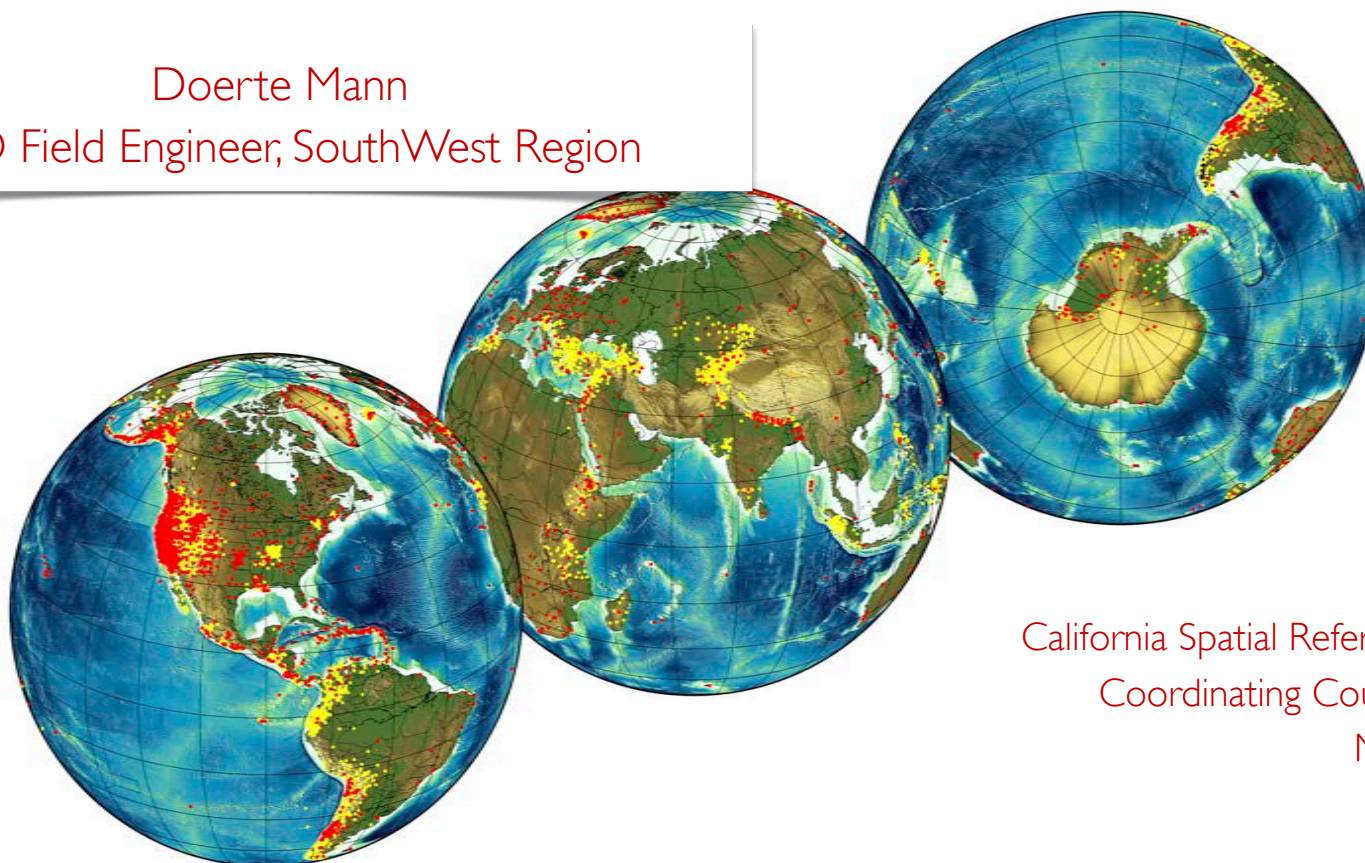 Doerte Mann
Field Engineer, SouthWest Region
California Spatial
Coordinating